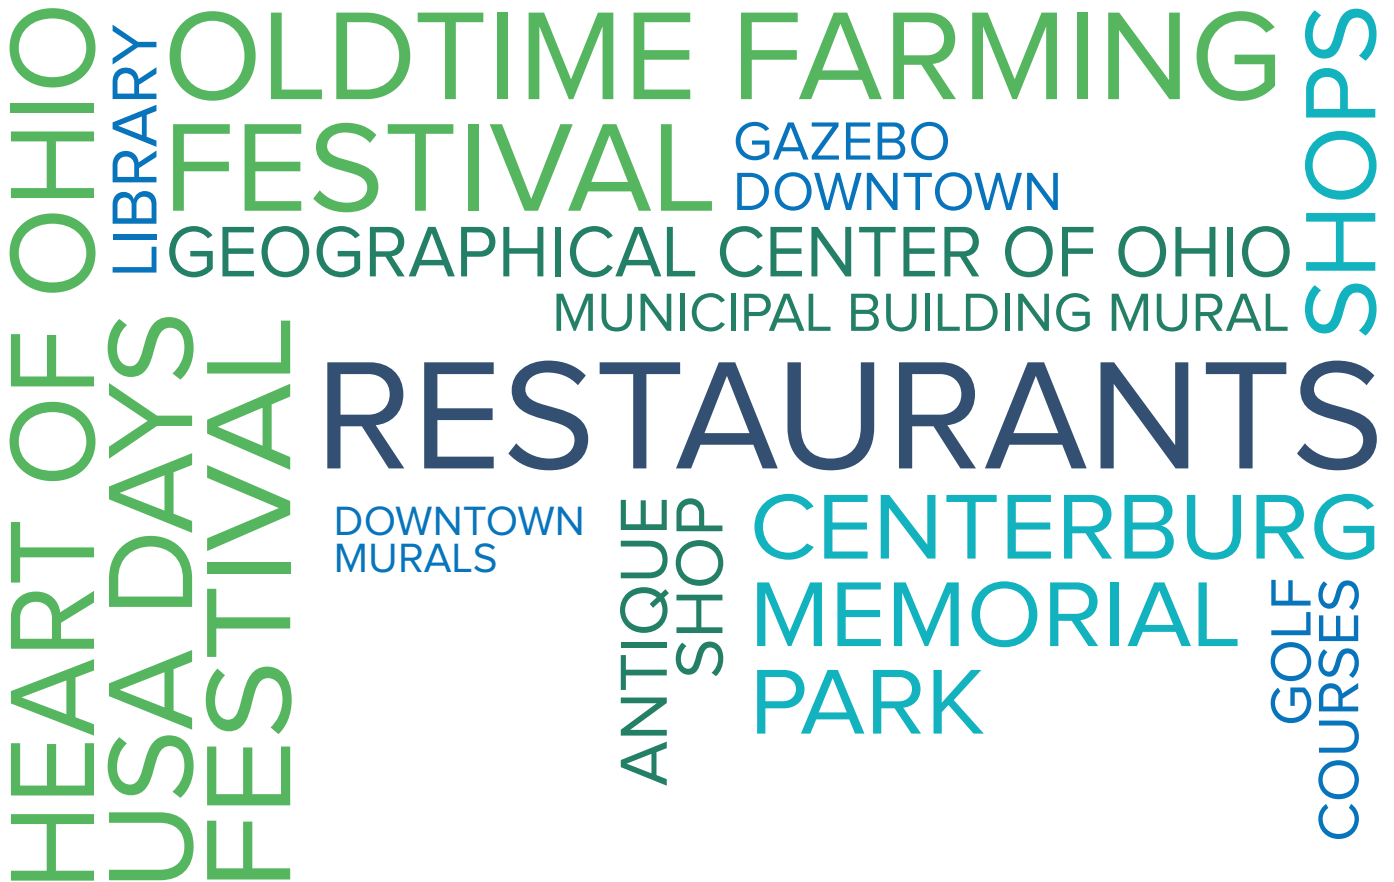 HEART OF OHIO
USA DAYS
FESTIVAL
LIBRARY
OLDTIME FARMING
FESTIVAL
GAZEBO
DOWNTOWN
GEOGRAPHICAL CENTER OF OHIO
MUNICIPAL BUILDING MURAL
SHOPS
RESTAURANTS
DOWNTOWN
MURALS
ANTIQUE
SHOP
CENTERBURG
MEMORIAL
PARK
GOLF
COURSES